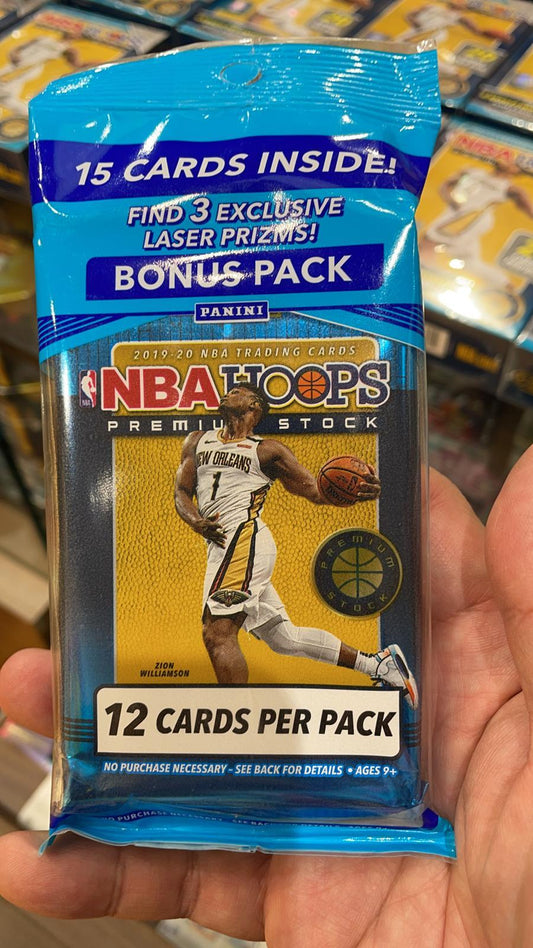 15 CARDS INSIDE!
FIND 3 EXCLUSIVE
LASER PRIZMS!
BONUS PACK
PANINI
2019-20 NBA TRADING CARDS
NBA HOOPS
PREMIUM STOCK
NEW ORLEANS
1
PREMIUM
STOCK
ZION
WILLIAMSON
12 CARDS PER PACK
NO PURCHASE NECESSARY – SEE BACK FOR DETAILS • AGES 9+